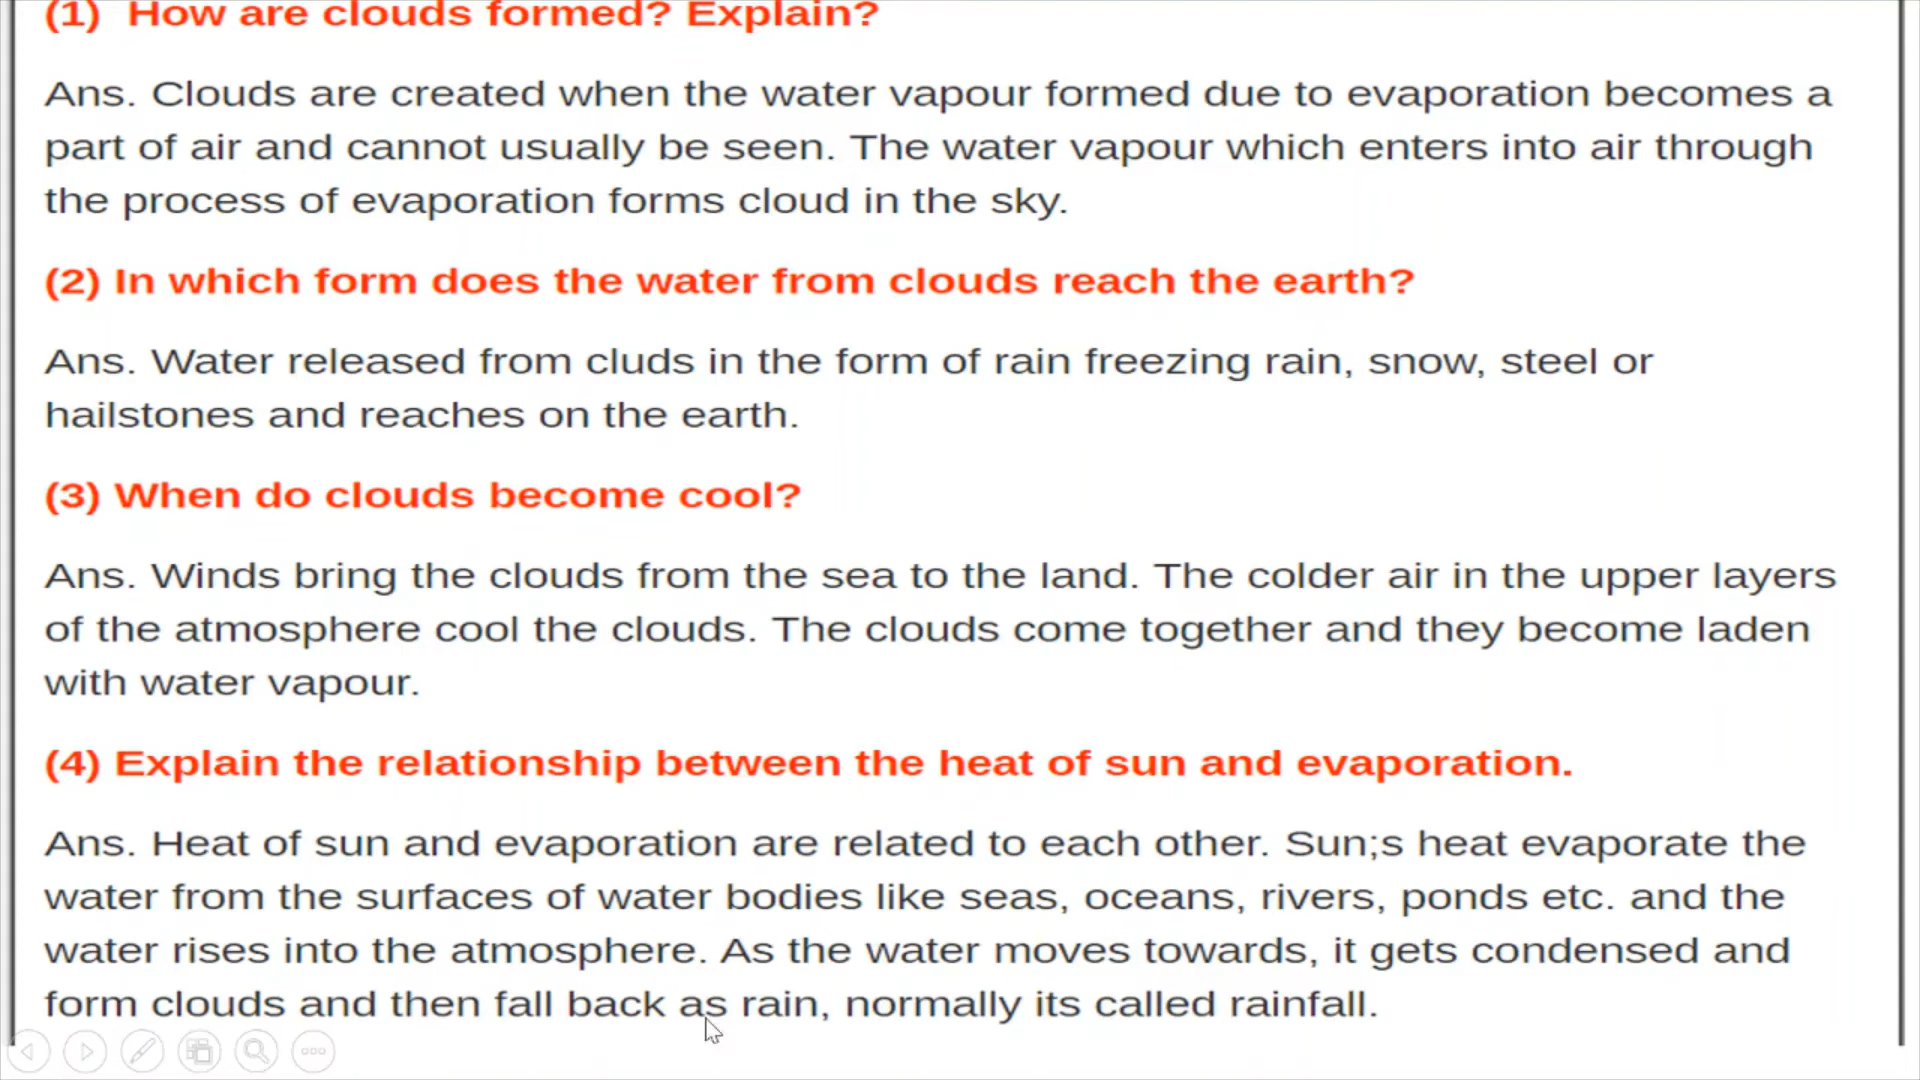 (1) How are clouds formed? Explain?
Ans. Clouds are created when the water vapour formed due to evaporation becomes a
part of air and cannot usually be seen. The water vapour which enters into air through
the process of evaporation forms cloud in the sky.
(2) In which form does the water from clouds reach the earth?
Ans. Water released from cluds in the form of rain freezing rain, snow, steel or
hailstones and reaches on the earth.
(3) When do clouds become cool?
Ans. Winds bring the clouds from the sea to the land. The colder air in the upper layers
of the atmosphere cool the clouds. The clouds come together and they become laden
with water vapour.
(4) Explain the relationship between the heat of sun and evaporation.
Ans. Heat of sun and evaporation are related to each other. Sun;s heat evaporate the
water from the surfaces of water bodies like seas, oceans, rivers, ponds etc. and the
water rises into the atmosphere. As the water moves towards, it gets condensed and
form clouds and then fall back as rain, normally its called rainfall.